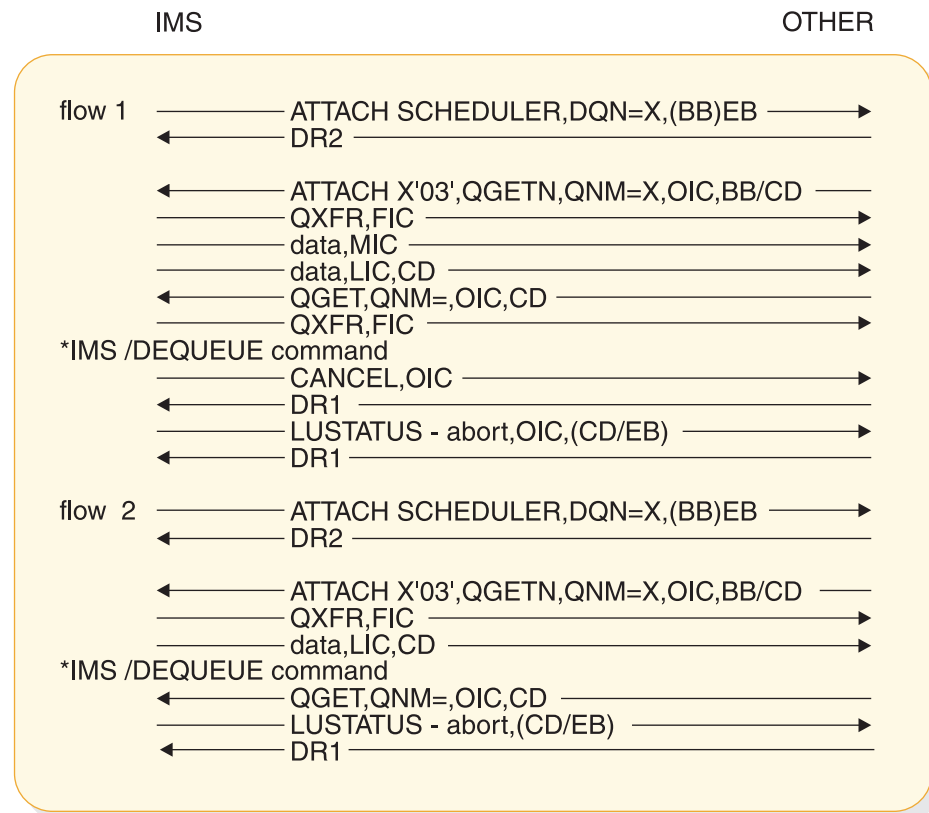 IMS OTHER
flow 1 ATTACH SCHEDULER,DQN=X,(BB)EB
DR2
ATTACH X'03',QGETN,QNM=X,OIC,BB/CD
QXFR,FIC
data,MIC
data,LIC,CD
QGET,QNM=,OIC,CD
QXFR,FIC
*IMS /DEQUEUE command
CANCEL,OIC
DR1
LUSTATUS - abort,OIC,(CD/EB)
DR1
flow 2 ATTACH SCHEDULER,DQN=X,(BB)EB
DR2
ATTACH X'03',QGETN,QNM=X,OIC,BB/CD
QXFR,FIC
data,LIC,CD
*IMS /DEQUEUE command
QGET,QNM=,OIC,CD
LUSTATUS - abort,(CD/EB)
DR1